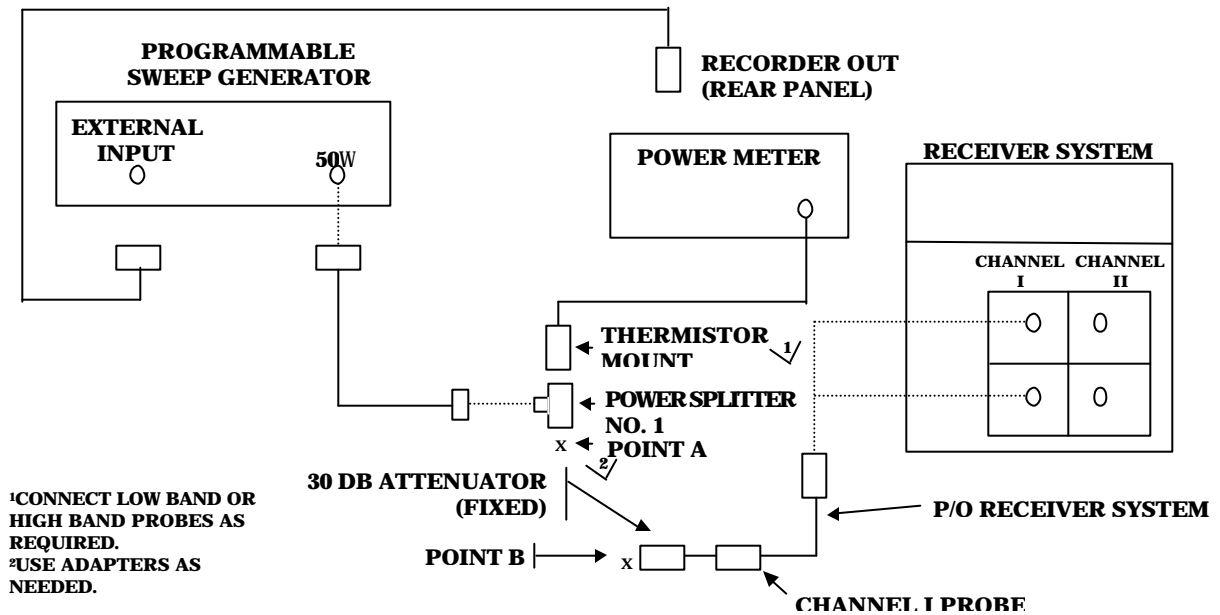 PROGRAMMABLE
SWEEP GENERATOR
RECORDER OUT
(REAR PANEL)
EXTERNAL
INPUT
50W
POWER METER
RECEIVER SYSTEM
CHANNEL
I
CHANNEL
II
THERMISTOR
MOUNT
1
POWER SPLITTER
NO. 1
X
POINT A
2
30 DB ATTENUATOR
(FIXED)
P/O RECEIVER SYSTEM
POINT B
X
CHANNEL I PROBE
¹CONNECT LOW BAND OR
HIGH BAND PROBES AS
REQUIRED.
²USE ADAPTERS AS
NEEDED.